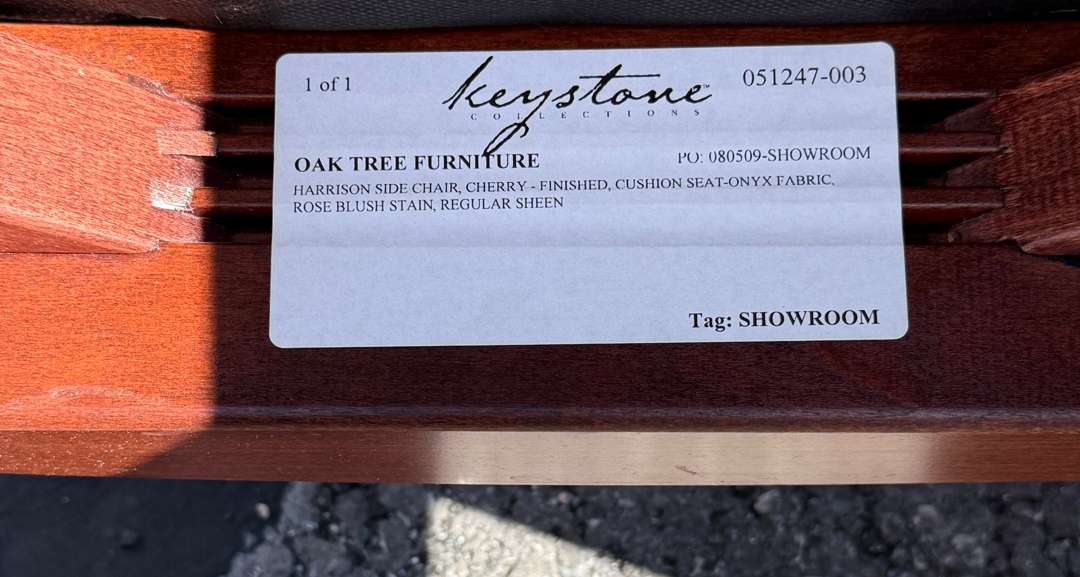 1 of 1
keystone™
COLLECTIONS
051247-003
OAK TREE FURNITURE
PO: 080509-SHOWROOM
HARRISON SIDE CHAIR, CHERRY - FINISHED, CUSHION SEAT-ONYX FABRIC,
ROSE BLUSH STAIN, REGULAR SHEEN
Tag: SHOWROOM